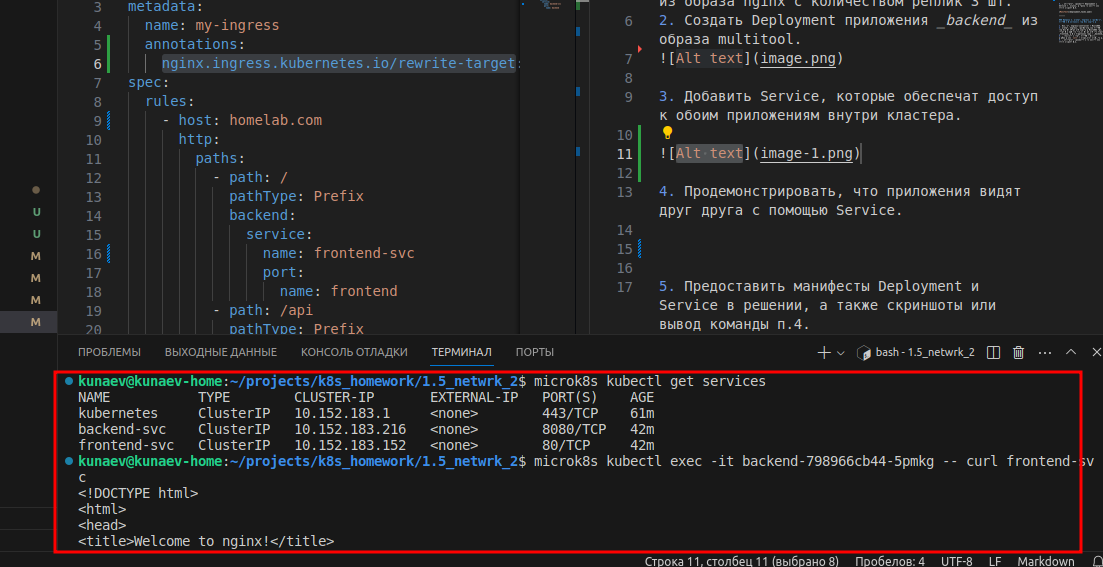 3 metadata:
4 name: my-ingress
5 annotations:
6 nginx.ingress.kubernetes.io/rewrite-target:
7 spec:
8 rules:
9 - host: homelab.com
10 http:
11 paths:
12 - path: /
13 pathType: Prefix
14 backend:
15 service:
16 name: frontend-svc
17 port:
18 name: frontend
19 - path: /api
20 pathType: Prefix
U
U
M
M
M
M
из образа nginx с количеством реплик 3 шт.
6 2. Создать Deployment приложения _backend_ из
образа multitool.
7 ![Alt text](image.png)
8
9 3. Добавить Service, которые обеспечат доступ
к обоим приложениям внутри кластера.
10
11 ![Alt text](image-1.png)
12
13 4. Продемонстрировать, что приложения видят
друг друга с помощью Service.
14
15
16
17 5. Предоставить манифесты Deployment и
Service в решении, а также скриншоты или
вывод команды п.4.
ПРОБЛЕМЫ ВЫХОДНЫЕ ДАННЫЕ КОНСОЛЬ ОТЛАДКИ ТЕРМИНАЛ ПОРТЫ
bash - 1.5_netwrk_2
kunaev@kunaev-home:~/projects/k8s_homework/1.5_netwrk_2$ microk8s kubectl get services
NAME TYPE CLUSTER-IP EXTERNAL-IP PORT(S) AGE
kubernetes ClusterIP 10.152.183.1 <none> 443/TCP 61m
backend-svc ClusterIP 10.152.183.216 <none> 8080/TCP 42m
frontend-svc ClusterIP 10.152.183.152 <none> 80/TCP 42m
kunaev@kunaev-home:~/projects/k8s_homework/1.5_netwrk_2$ microk8s kubectl exec -it backend-798966cb44-5pmkg -- curl frontend-sv
c
<!DOCTYPE html>
<html>
<head>
<title>Welcome to nginx!</title>
Строка 11, столбец 11 (выбрано 8) Пробелов: 4 UTF-8 LF Markdown